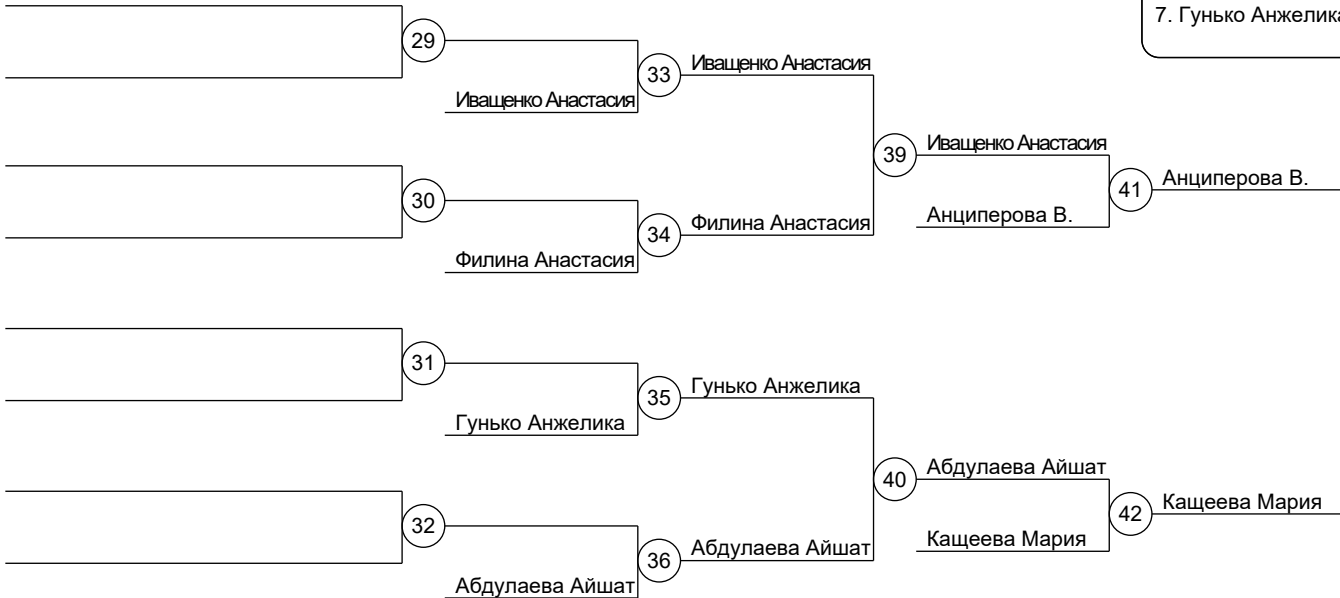 7. Гунько Анжелика
29
33
Иващенко Анастасия
Иващенко Анастасия
39
Иващенко Анастасия
41
Анциперова В.
30
34
Филина Анастасия
Анциперова В.
Филина Анастасия
31
35
Гунько Анжелика
Гунько Анжелика
40
Абдулаева Айшат
42
Кащеева Мария
32
36
Абдулаева Айшат
Кащеева Мария
Абдулаева Айшат